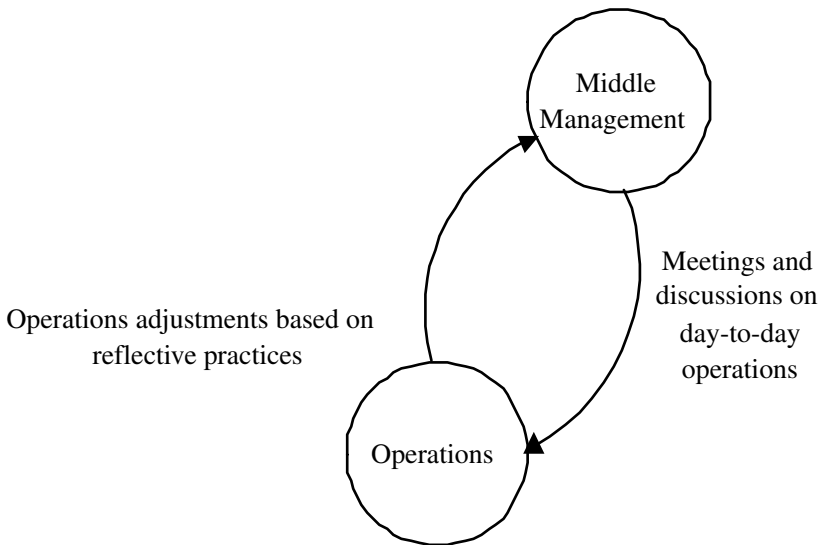 Middle
Management
Meetings and
discussions on
day-to-day
operations
Operations adjustments based on
reflective practices
Operations